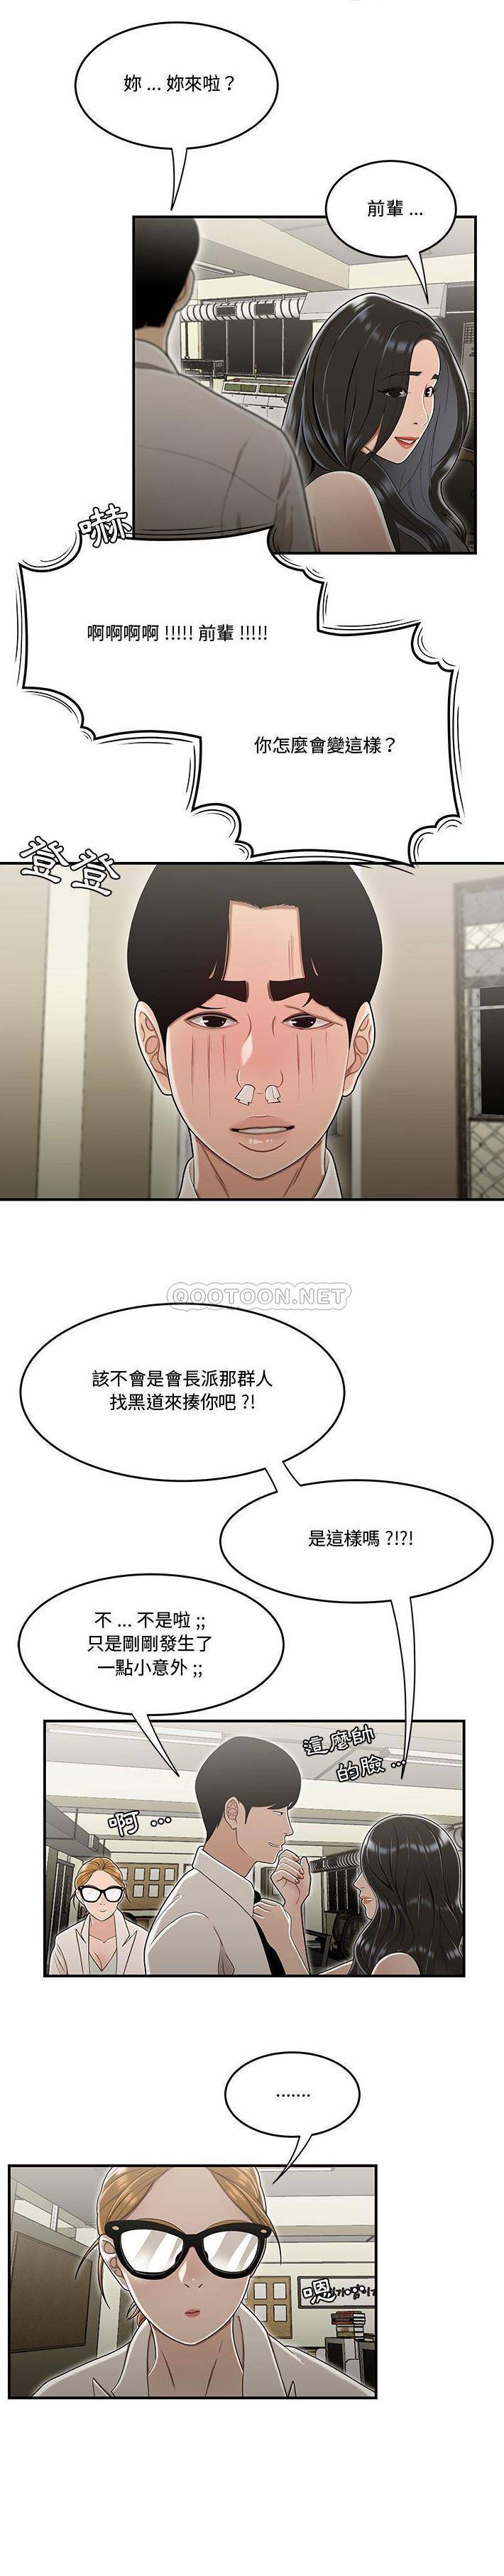 妳 ... 妳來啦？
前輩 ...
嚇
啊啊啊啊 !!!!! 前輩 !!!!!
你怎麼會變這樣？
登登
QOOTOON.NET
該不會是會長派那群人
找黑道來揍你吧 ?!
是這樣嗎 ?!?!
不 ... 不是啦 ;;
只是剛剛發生了
一點小意外 ;;
這麼帥
的臉 ...
啊 ...
.......
嗯